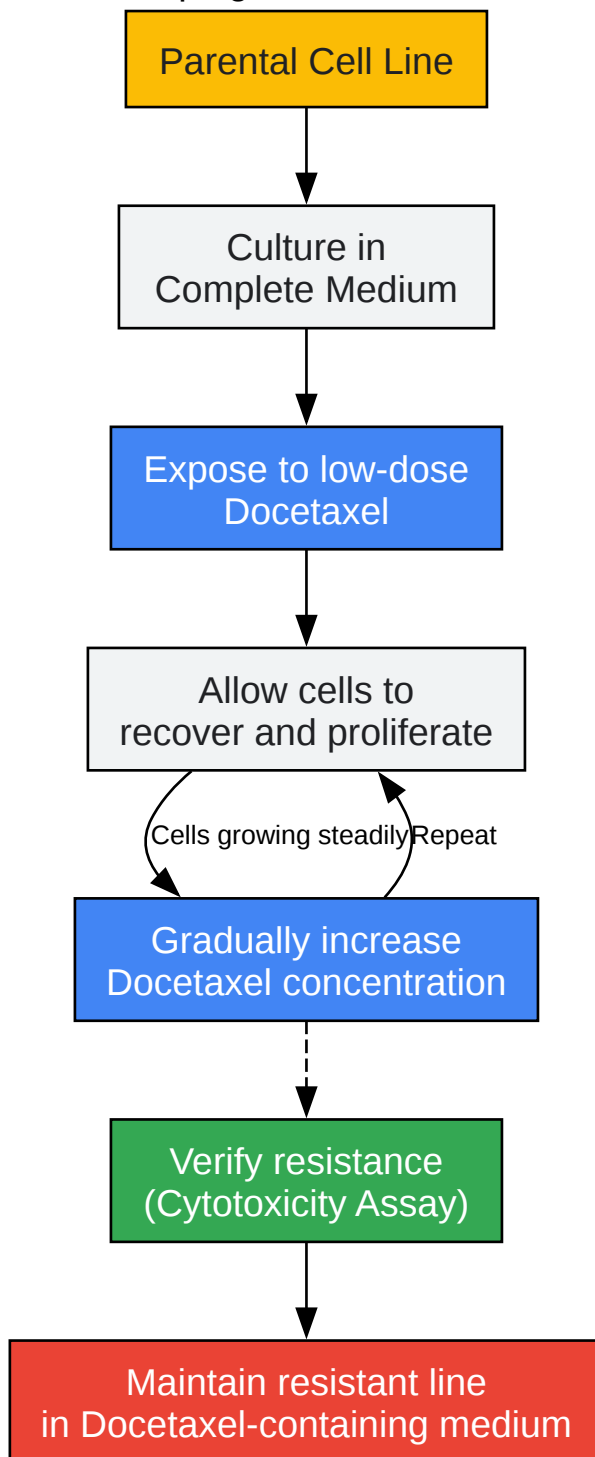 Parental Cell Line
Culture in
Complete Medium
Expose to low-dose
Docetaxel
Allow cells to
recover and proliferate
Cells growing steadily
Repeat
Gradually increase
Docetaxel concentration
Verify resistance
(Cytotoxicity Assay)
Maintain resistant line
in Docetaxel-containing medium